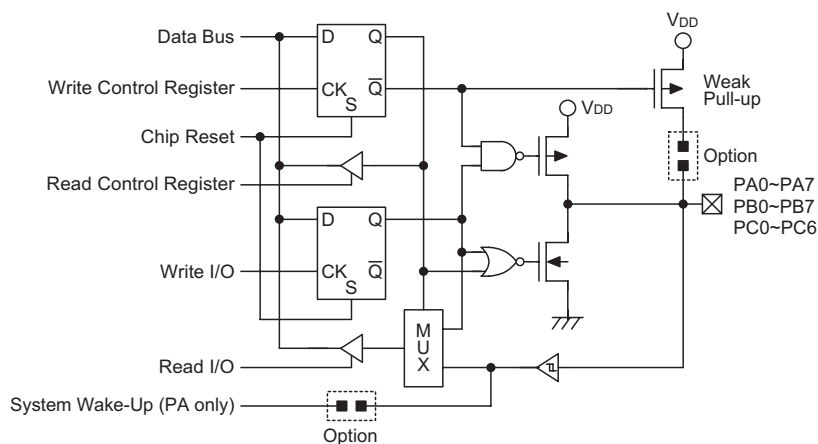 VDD
Data Bus
D
Q
Write Control Register
CK
Q
S
Weak
Pull-up
VDD
Chip Reset
Option
Read Control Register
PA0~PA7
PB0~PB7
PC0~PC6
D
Q
Write I/O
CK
Q
S
M
U
X
Read I/O
System Wake-Up (PA only)
Option